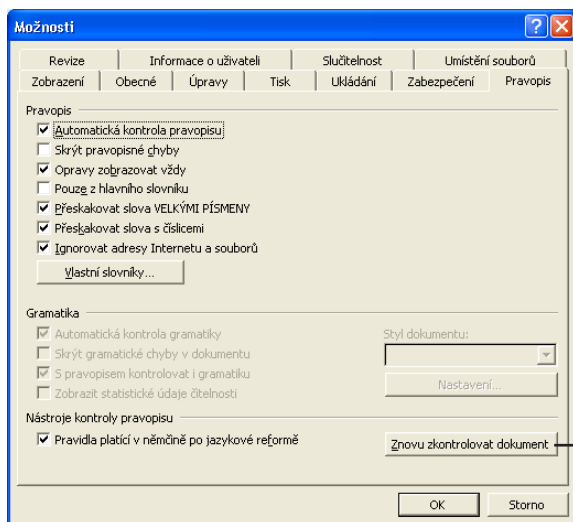 Možnosti
Revize Informace o uživateli Slučitelnost Umístění souborů
Zobrazení Obecné Úpravy Tisk Ukládání Zabezpečení Pravopis
Pravopis
Automatická kontrola pravopisu
Skrýt pravopisné chyby
Opravy zobrazovat vždy
Pouze z hlavního slovníku
Přeskakovat slova VELKÝMI PÍSMENY
Přeskakovat slova s číslicemi
Ignorovat adresy Internetu a souborů
Vlastní slovníky...
Gramatika
Automatická kontrola gramatiky Styl dokumentu:
Skrýt gramatické chyby v dokumentu
S pravopisem kontrolovat i gramatiku
Nastavení...
Zobrazit statistické údaje čitelnosti
Nástroje kontroly pravopisu
Pravidla platící v němčině po jazykové reformě Znovu zkontrolovat dokument
OK Storno